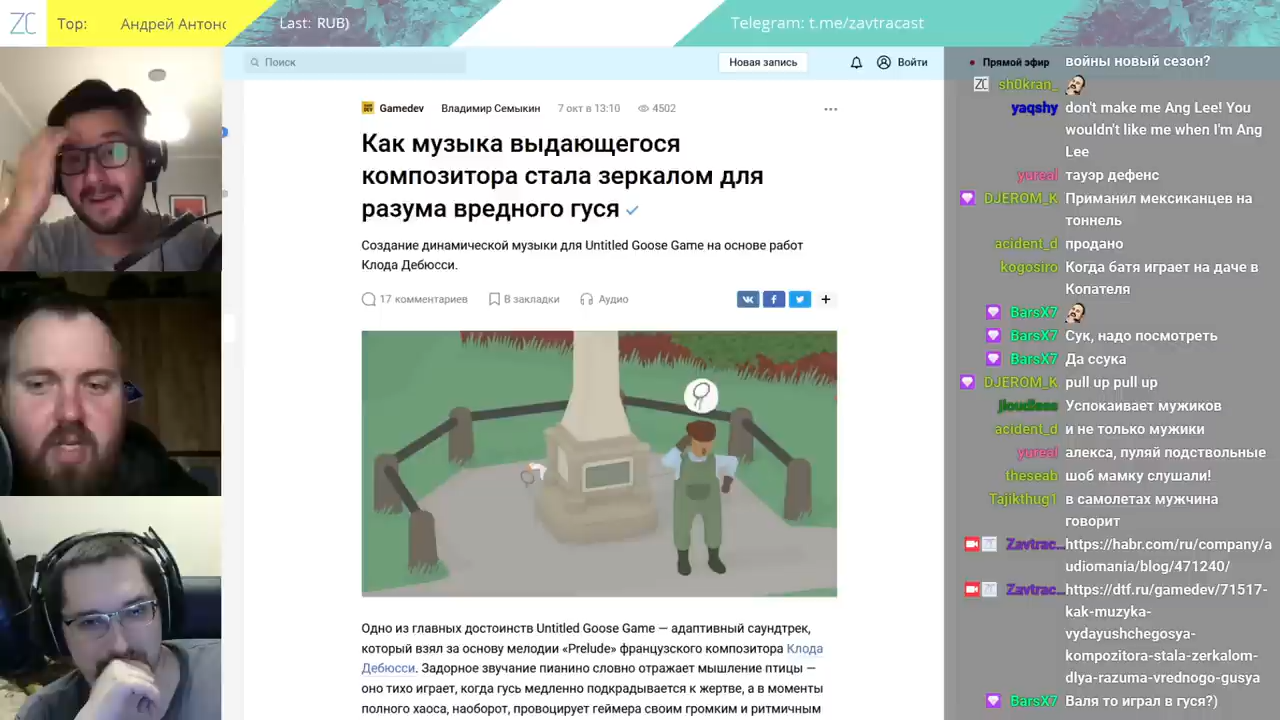 ZC
Top: Андрей Антоно
Last: RUB)
Telegram: t.me/zavtracast
Поиск
Новая запись
Войти
Gamedev Владимир Семыкин 7 окт в 13:10 4502
Как музыка выдающегося
композитора стала зеркалом для
разума вредного гуся
Создание динамической музыки для Untitled Goose Game на основе работ
Клода Дебюсси.
17 комментариев В закладки Аудио
Одно из главных достоинств Untitled Goose Game — адаптивный саундтрек,
который взял за основу мелодии «Prelude» французского композитора Клода
Дебюсси. Задорное звучание пианино словно отражает мышление птицы —
оно тихо играет, когда гусь медленно подкрадывается к жертве, а в моменты
полного хаоса, наоборот, провоцирует геймера своим громким и ритмичным
Прямой эфир
войны новый сезон?
sh0kran_
yaqshy don't make me Ang Lee! You
wouldn't like me when I'm Ang
Lee
yureal тауэр дефенс
DJEROM_K Приманил мексиканцев на
тоннель
acident_d продано
kogosiro Когда батя играет на даче в
Копателя
BarsX7
BarsX7 Сук, надо посмотреть
BarsX7 Да ссука
DJEROM_K pull up pull up
Успокаивает мужиков
acident_d и не только мужики
yureal алекса, пуляй подствольные
theseab шоб мамку слушали!
Tajikthug1 в самолетах мужчина
говорит
Zavtrac… https://habr.com/ru/company/a
udiomania/blog/471240/
Zavtrac… https://dtf.ru/gamedev/71517-
kak-muzyka-
vydayushchegosya-
kompozitora-stala-zerkalom-
dlya-razuma-vrednogo-gusya
BarsX7 Валя то играл в гуся?)